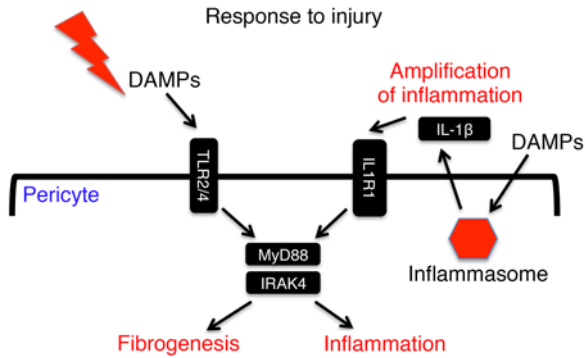 Response to injury
DAMPs
Amplification
of inflammation
IL-1β
DAMPs
TLR2/4
IL1R1
Pericyte
MyD88
IRAK4
Inflammasome
Fibrogenesis
Inflammation